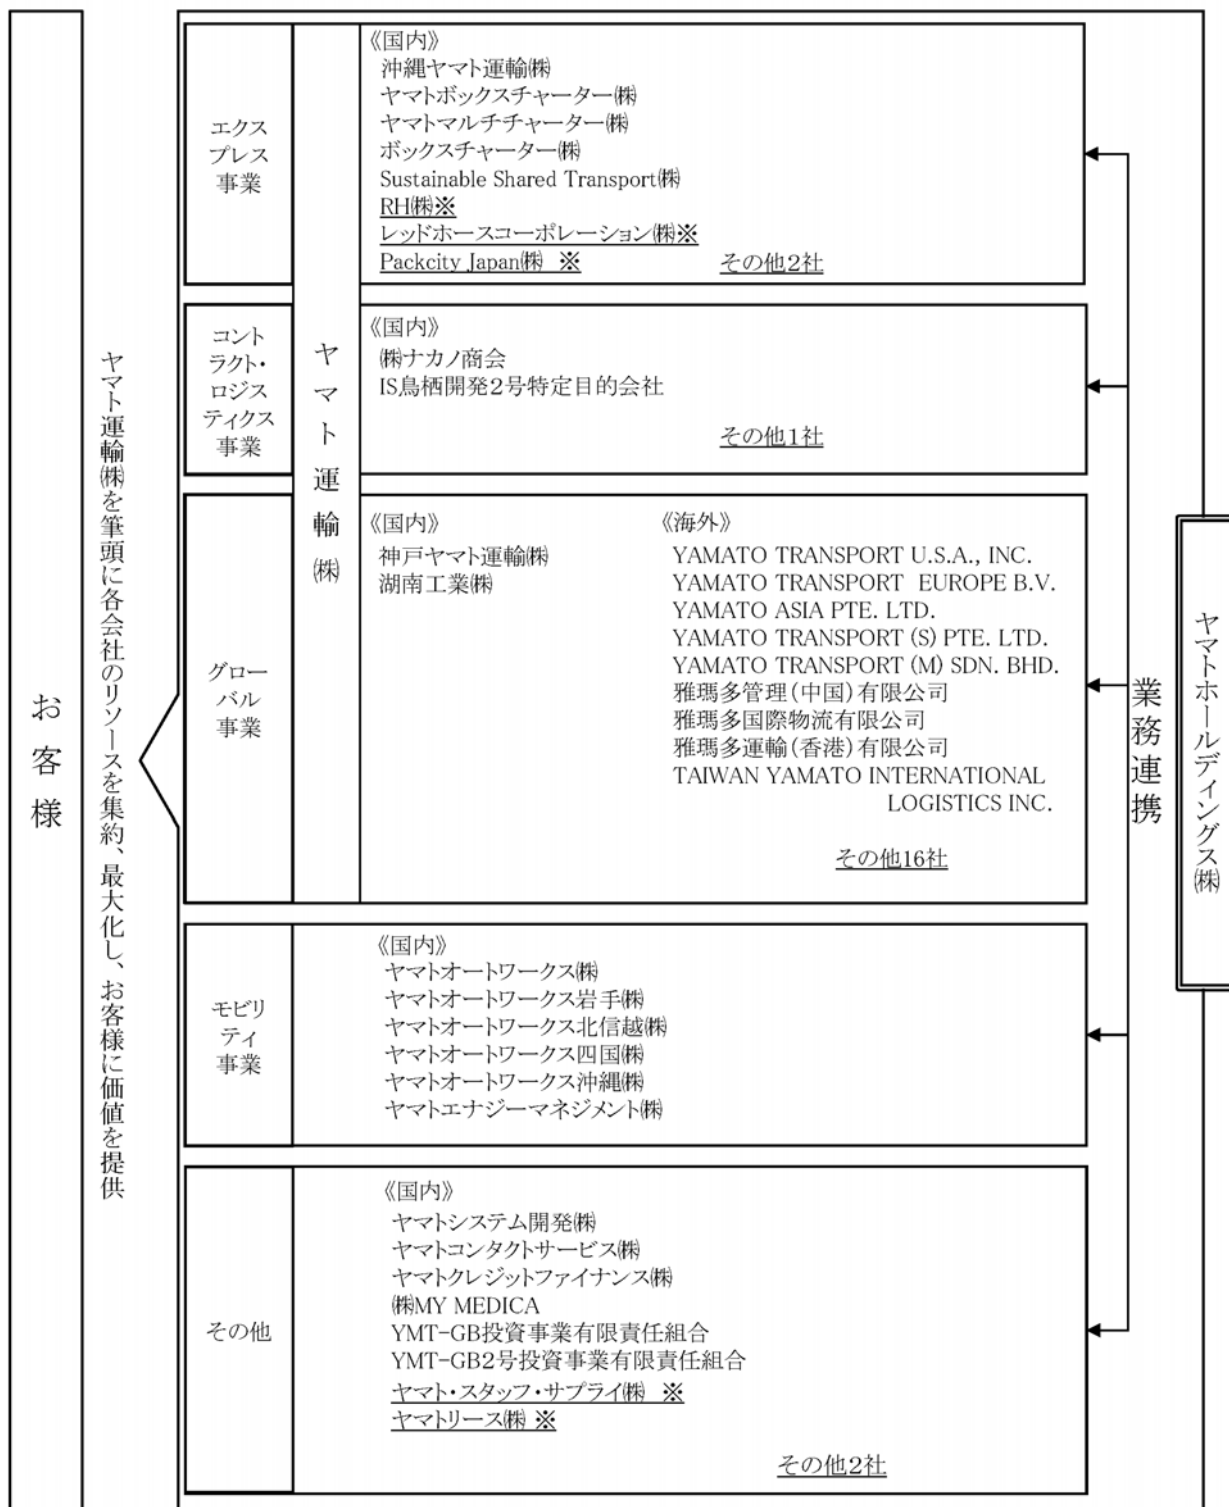 お客様
ヤマト運輸㈱を筆頭に各会社のリソースを集約、最大化し、お客様に価値を提供
エクス
プレス
事業
ヤマト運輸㈱
《国内》
沖縄ヤマト運輸㈱
ヤマトボックスチャーター㈱
ヤマトマルチチャーター㈱
ボックスチャーター㈱
Sustainable Shared Transport㈱
RH㈱※
レッドホースコーポレーション㈱※
Packcity Japan㈱ ※ その他2社
コント
ラクト・
ロジス
ティクス
事業
《国内》
㈱ナカノ商会
IS鳥栖開発2号特定目的会社
その他1社
グロー
バル
事業
《国内》
神戸ヤマト運輸㈱
湖南工業㈱
《海外》
YAMATO TRANSPORT U.S.A., INC.
YAMATO TRANSPORT EUROPE B.V.
YAMATO ASIA PTE. LTD.
YAMATO TRANSPORT (S) PTE. LTD.
YAMATO TRANSPORT (M) SDN. BHD.
雅瑪多管理(中国)有限公司
雅瑪多国際物流有限公司
雅瑪多運輸(香港)有限公司
TAIWAN YAMATO INTERNATIONAL
LOGISTICS INC.
その他16社
モビリ
ティ
事業
《国内》
ヤマトオートワークス㈱
ヤマトオートワークス岩手㈱
ヤマトオートワークス北信越㈱
ヤマトオートワークス四国㈱
ヤマトオートワークス沖縄㈱
ヤマトエナジーマネジメント㈱
その他
《国内》
ヤマトシステム開発㈱
ヤマトコンタクトサービス㈱
ヤマトクレジットファイナンス㈱
㈱MY MEDICA
YMT-GB投資事業有限責任組合
YMT-GB2号投資事業有限責任組合
ヤマト・スタッフ・サプライ㈱ ※
ヤマトリース㈱ ※
その他2社
業務連携
ヤマトホールディングス㈱